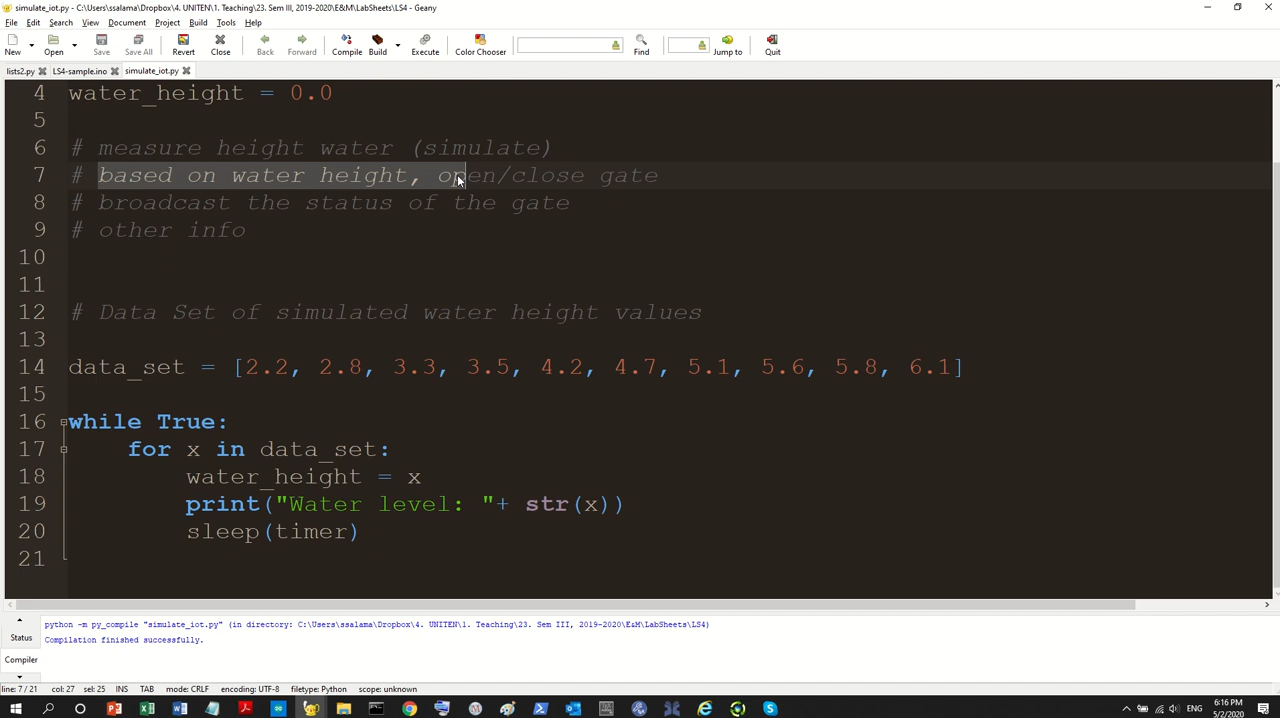 simulate_iot.py - C:\Users\ssalama\Dropbox\4. UNITEN\1. Teaching\23. Sem III, 2019-2020\E&M\LabSheets\LS4 - Geany
File Edit Search View Document Project Build Tools Help
New Open Save Save All Revert Close Back Forward Compile Build Execute Color Chooser Find Jump to Quit
lists2.py LS4-sample.ino simulate_iot.py
4 water_height = 0.0
5
6 # measure height water (simulate)
7 # based on water height, open/close gate
8 # broadcast the status of the gate
9 # other info
10
11
12 # Data Set of simulated water height values
13
14 data_set = [2.2, 2.8, 3.3, 3.5, 4.2, 4.7, 5.1, 5.6, 5.8, 6.1]
15
16 while True:
17 for x in data_set:
18 water_height = x
19 print("Water level: "+ str(x))
20 sleep(timer)
21
Status
Compiler
python -m py_compile "simulate_iot.py" (in directory: C:\Users\ssalama\Dropbox\4. UNITEN\1. Teaching\23. Sem III, 2019-2020\E&M\LabSheets\LS4)
Compilation finished successfully.
line: 7 / 21 col: 27 sel: 25 INS TAB mode: CRLF encoding: UTF-8 filetype: Python scope: unknown
ENG
6:16 PM
5/2/2020